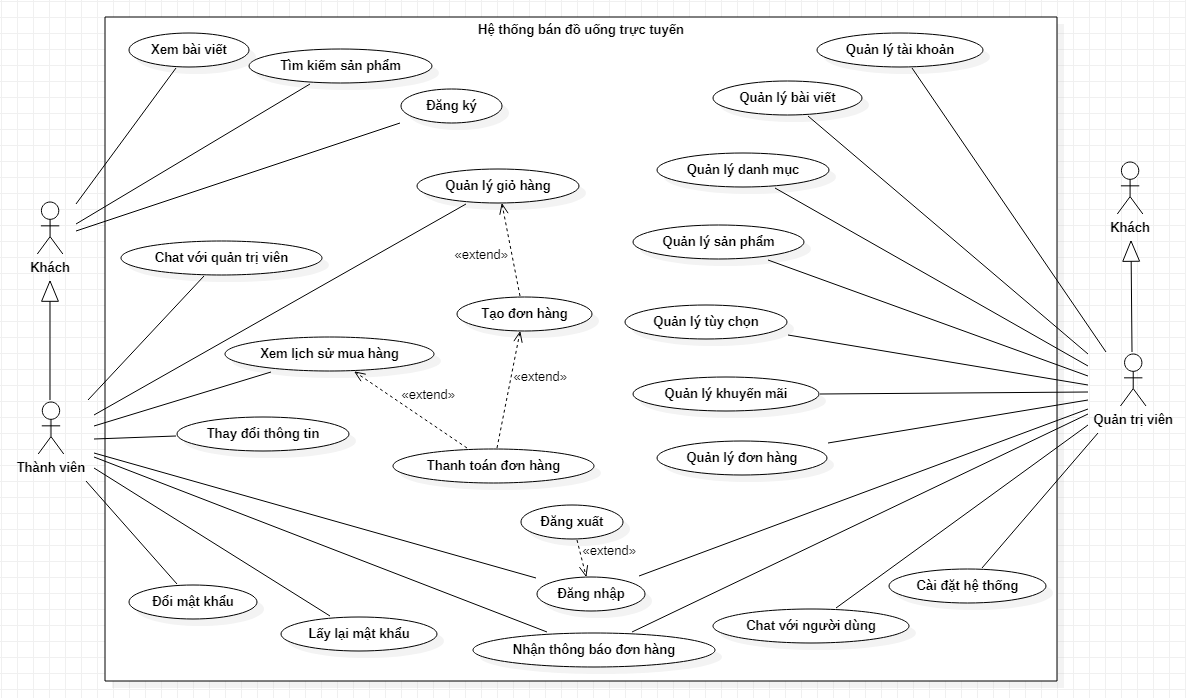 Hệ thống bán đồ uống trực tuyến
Xem bài viết
Tìm kiếm sản phẩm
Đăng ký
Quản lý tài khoản
Quản lý bài viết
Quản lý danh mục
Quản lý giỏ hàng
Khách
Khách
Chat với quản trị viên
«extend»
Quản lý sản phẩm
Tạo đơn hàng
Quản lý tùy chọn
Xem lịch sử mua hàng
«extend»
«extend»
Quản lý khuyến mãi
Quản trị viên
Thay đổi thông tin
Thành viên
Thanh toán đơn hàng
Quản lý đơn hàng
Đăng xuất
«extend»
Đăng nhập
Cài đặt hệ thống
Đổi mật khẩu
Lấy lại mật khẩu
Chat với người dùng
Nhận thông báo đơn hàng